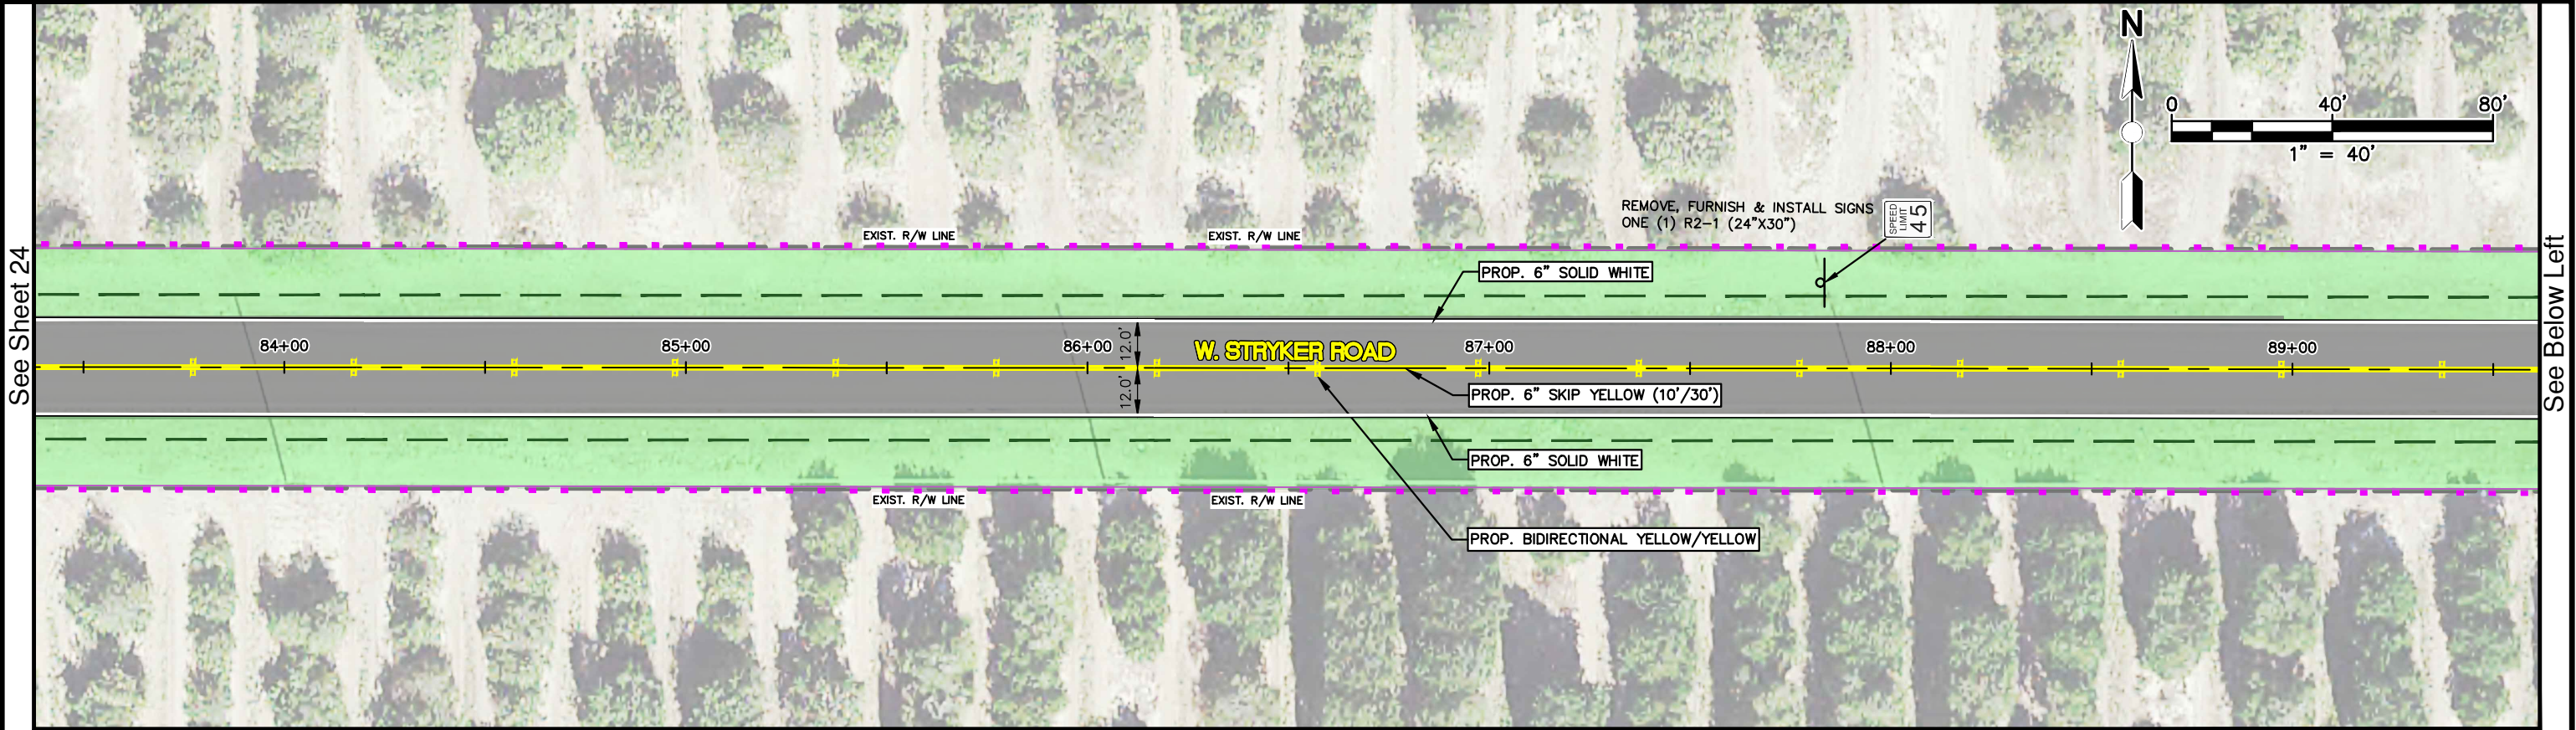 N
0 40' 80'
1" = 40'
REMOVE, FURNISH & INSTALL SIGNS
ONE (1) R2-1 (24"X30")
SPEED
LIMIT
45
EXIST. R/W LINE
EXIST. R/W LINE
PROP. 6" SOLID WHITE
See Sheet 24
See Below Left
84+00
85+00
86+00
12.0'
W. STRYKER ROAD
87+00
88+00
89+00
12.0'
PROP. 6" SKIP YELLOW (10'/30')
PROP. 6" SOLID WHITE
EXIST. R/W LINE
EXIST. R/W LINE
PROP. BIDIRECTIONAL YELLOW/YELLOW